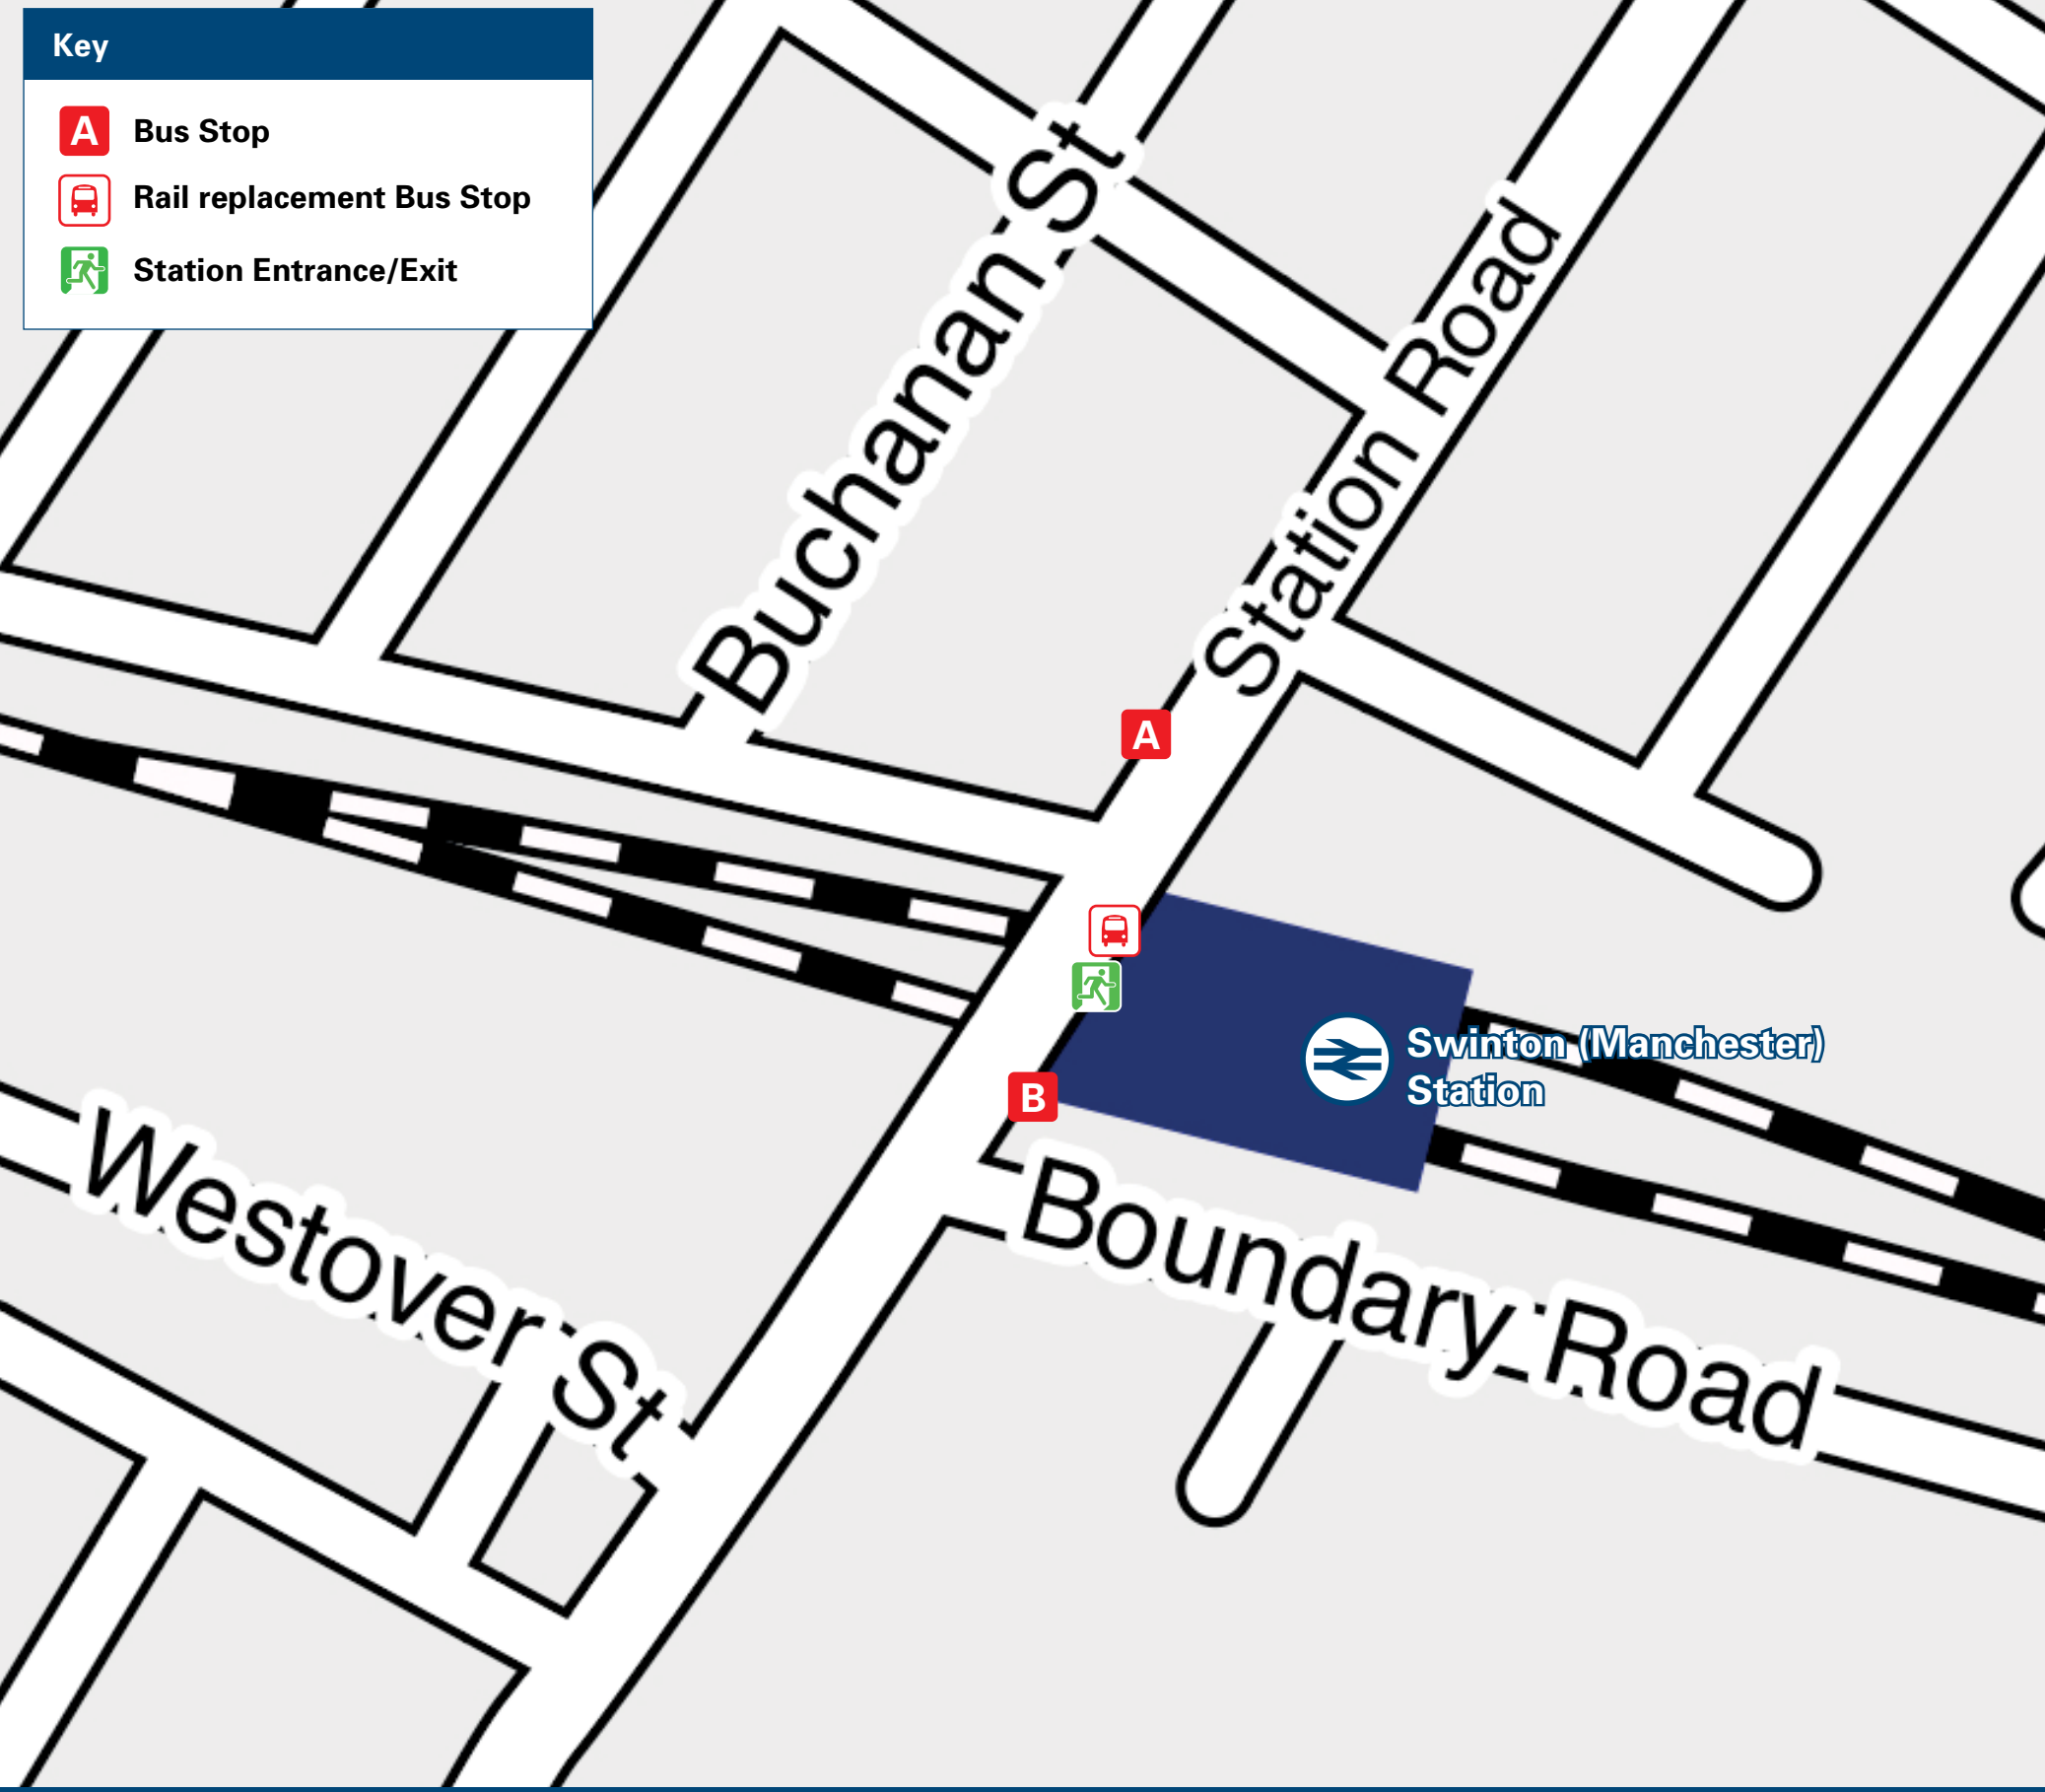 Key
A Bus Stop
Rail replacement Bus Stop
Station Entrance/Exit
Buchanan St
Station Road
A
B
Swinton (Manchester)
Station
Westover St
Boundary Road